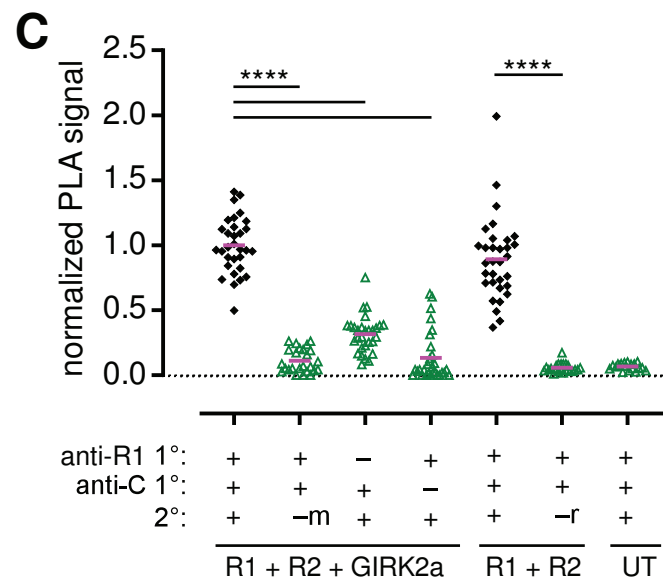 C
normalized PLA signal
2.5
2.0
1.5
1.0
0.5
0.0
**** ****
anti-R1 1°: + + – + + + +
anti-C 1°: + + + – + + +
2°: + –m + + + –r +
R1 + R2 + GIRK2a R1 + R2 UT